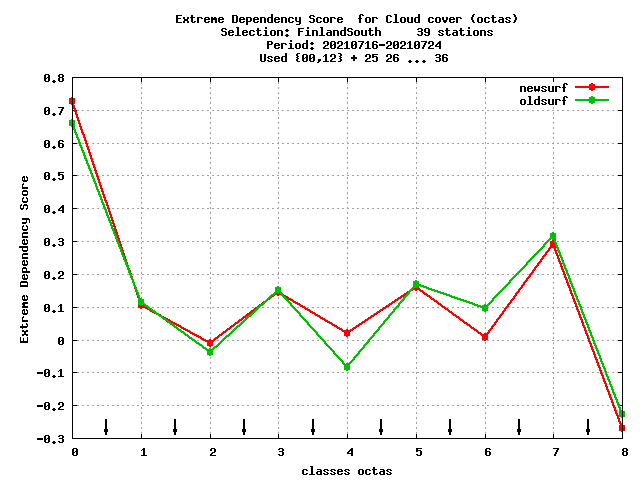 Extreme Dependency Score  for Cloud cover (octas)
Selection: FinlandSouth     39 stations
Period: 20210716-20210724
Used {00,12} + 25 26 ... 36
newsurf
oldsurf
Extreme Dependency Score
0.8
0.7
0.6
0.5
0.4
0.3
0.2
0.1
0
-0.1
-0.2
-0.3
0 1 2 3 4 5 6 7 8
classes octas